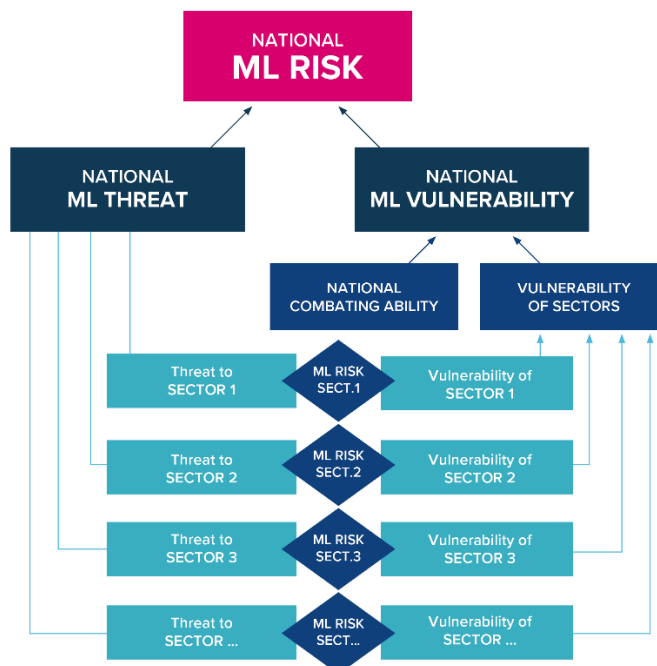 NATIONAL
ML RISK
NATIONAL
ML THREAT
NATIONAL
ML VULNERABILITY
NATIONAL
COMBATING ABILITY
VULNERABILITY
OF SECTORS
Threat to
SECTOR 1
ML RISK
SECT.1
Vulnerability of
SECTOR 1
Threat to
SECTOR 2
ML RISK
SECT.2
Vulnerability of
SECTOR 2
Threat to
SECTOR 3
ML RISK
SECT.3
Vulnerability of
SECTOR 3
Threat to
SECTOR ...
ML RISK
SECT...
Vulnerability of
SECTOR ...